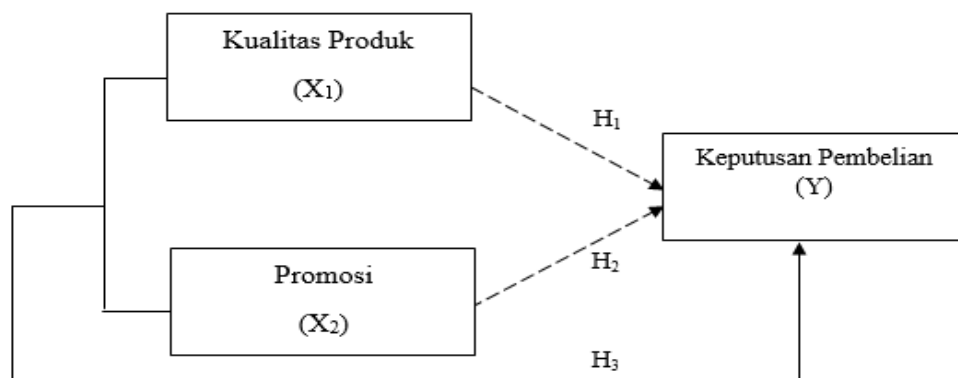 Kualitas Produk
(X₁)
H₁
Keputusan Pembelian
(Y)
H₂
Promosi
(X₂)
H₃